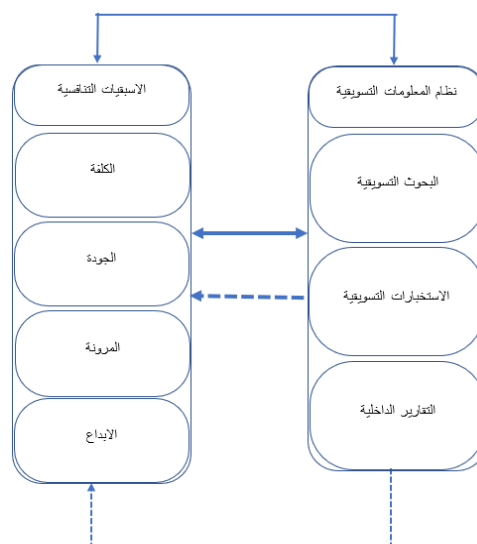 نظام المعلومات التسويقية
البحوث التسويقية
الاستخبارات التسويقية
التقارير الداخلية
الاسبقيات التنافسية
الكلفة
الجودة
المرونة
الابداع